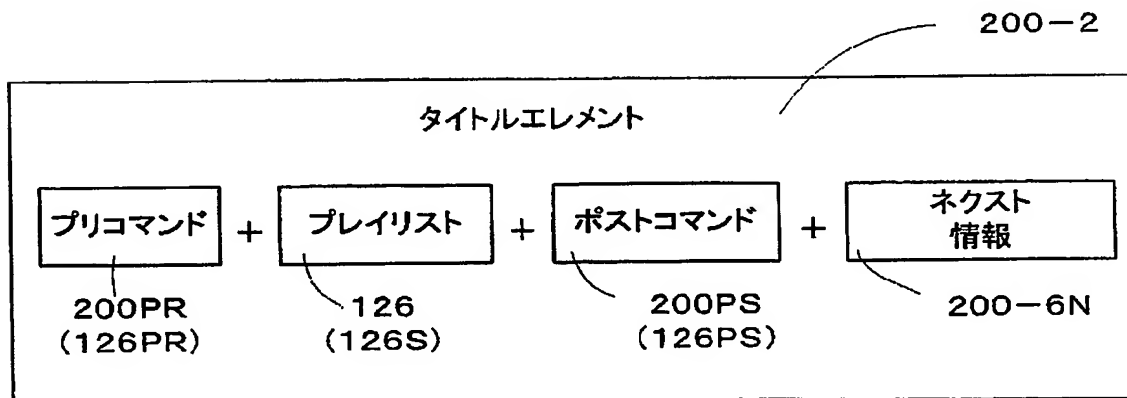 200-2
タイトルエレメント
プリコマンド + プレイリスト + ポストコマンド + ネクスト
情報
200PR 126 200PS 200-6N
(126PR) (126S) (126PS)